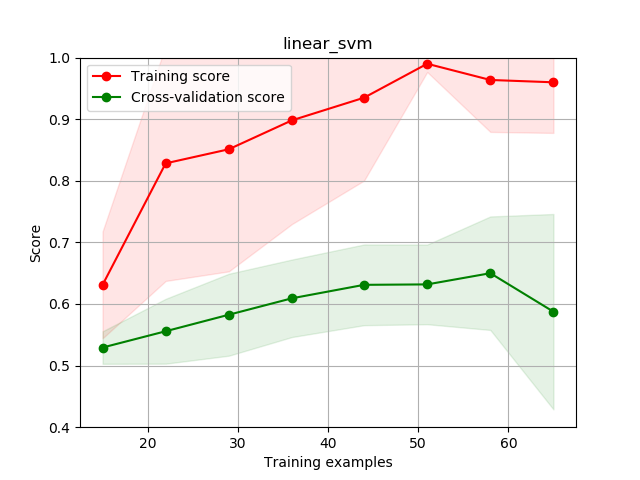 linear_svm
1.0
Training score
Cross-validation score
0.9
0.8
0.7
Score
0.6
0.5
0.4
20 30 40 50 60
Training examples